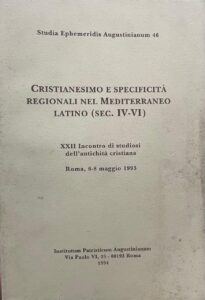 Studia Ephemeridis Augustinianum 46
CRISTIANESIMO E SPECIFICITÀ
REGIONALI NEL MEDITERRANEO
LATINO (SEC. IV-VI)
XXII Incontro di studiosi
dell'antichità cristiana
Roma, 6-8 maggio 1993
Institutum Patristicum Augustinianum
Via Paolo VI, 25 - 00193 Roma
1994